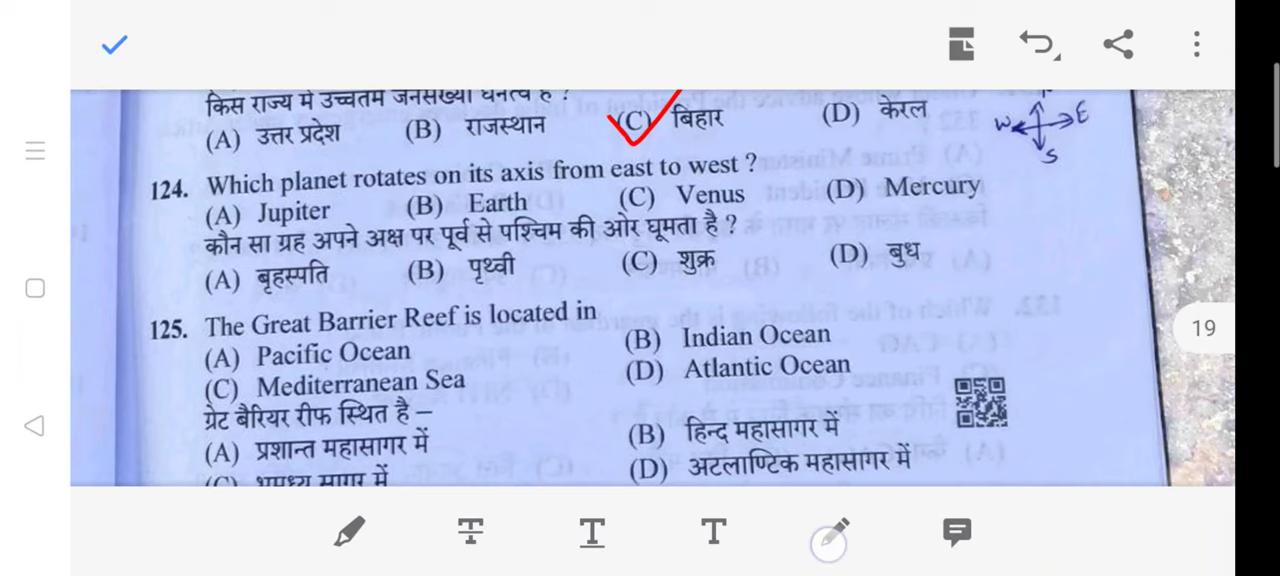 किस राज्य में उच्चतम जनसंख्या घनत्व है ?
(A) उत्तर प्रदेश (B) राजस्थान (C) बिहार (D) केरल
W E
S
124. Which planet rotates on its axis from east to west ?
(A) Jupiter (B) Earth (C) Venus (D) Mercury
कौन सा ग्रह अपने अक्ष पर पूर्व से पश्चिम की ओर घूमता है ?
(A) बृहस्पति (B) पृथ्वी (C) शुक्र (D) बुध
125. The Great Barrier Reef is located in
(A) Pacific Ocean (B) Indian Ocean
(C) Mediterranean Sea (D) Atlantic Ocean
ग्रेट बैरियर रीफ स्थित है –
(A) प्रशान्त महासागर में (B) हिन्द महासागर में
(C) भूमध्य सागर में (D) अटलाण्टिक महासागर में
19
T T T